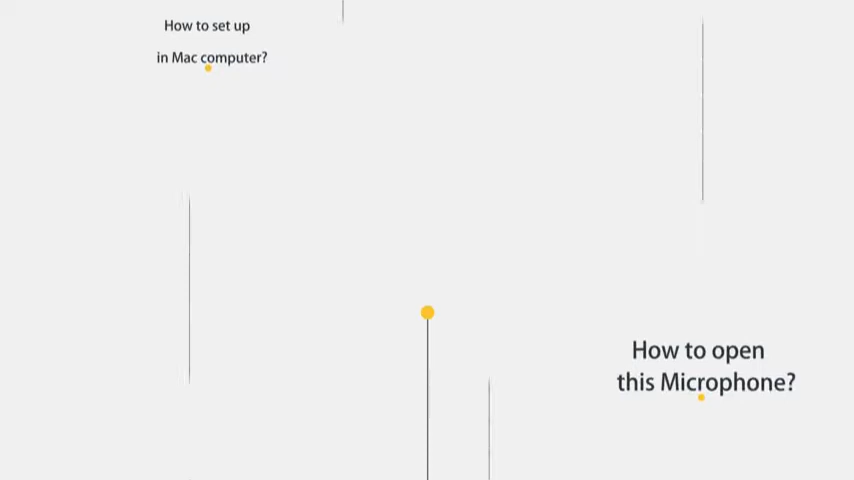 How to set up
in Mac computer?
How to open
this Microphone?